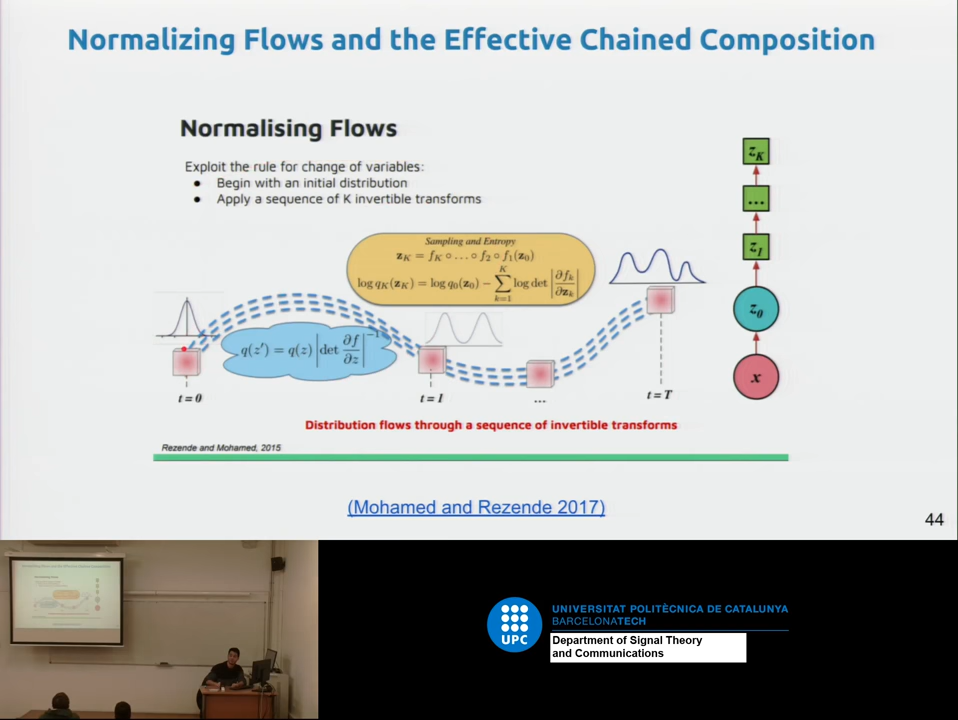 Normalizing Flows and the Effective Chained Composition
Normalising Flows
Exploit the rule for change of variables:
● Begin with an initial distribution
● Apply a sequence of K invertible transforms
Sampling and Entropy
z_K = f_K ∘ … ∘ f_2 ∘ f_1(z_0)
log q_K(z_K) = log q_0(z_0) − ∑_{k=1}^{K} log det |∂f_k/∂z_k|
q(z′) = q(z) |det ∂f/∂z|^{−1}
t = 0
t = 1
...
t = T
Distribution flows through a sequence of invertible transforms
Rezende and Mohamed, 2015
z_K
...
z_1
z_0
x
(Mohamed and Rezende 2017)
44
UPC
UNIVERSITAT POLITÈCNICA DE CATALUNYA
BARCELONATECH
Department of Signal Theory
and Communications